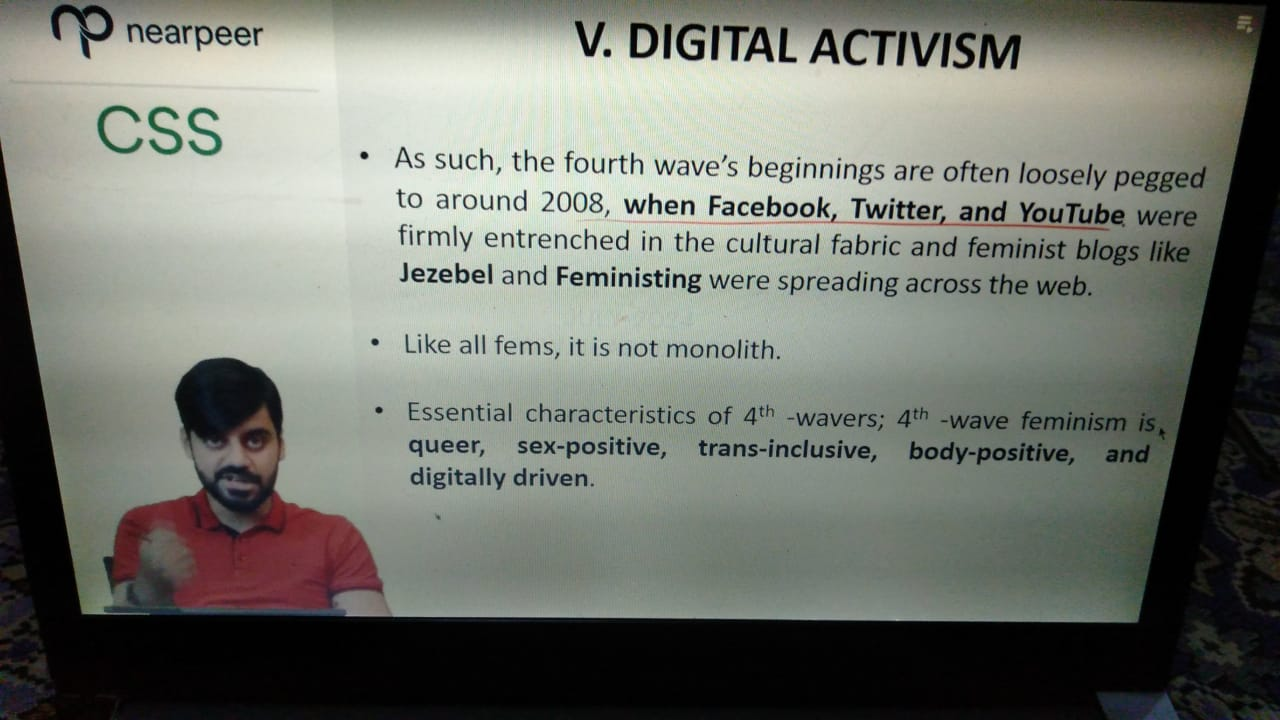 nearpeer
CSS
V. DIGITAL ACTIVISM
• As such, the fourth wave's beginnings are often loosely pegged
to around 2008, when Facebook, Twitter, and YouTube were
firmly entrenched in the cultural fabric and feminist blogs like
Jezebel and Feministing were spreading across the web.
• Like all fems, it is not monolith.
• Essential characteristics of 4th -wavers; 4th -wave feminism is
queer, sex-positive, trans-inclusive, body-positive, and
digitally driven.